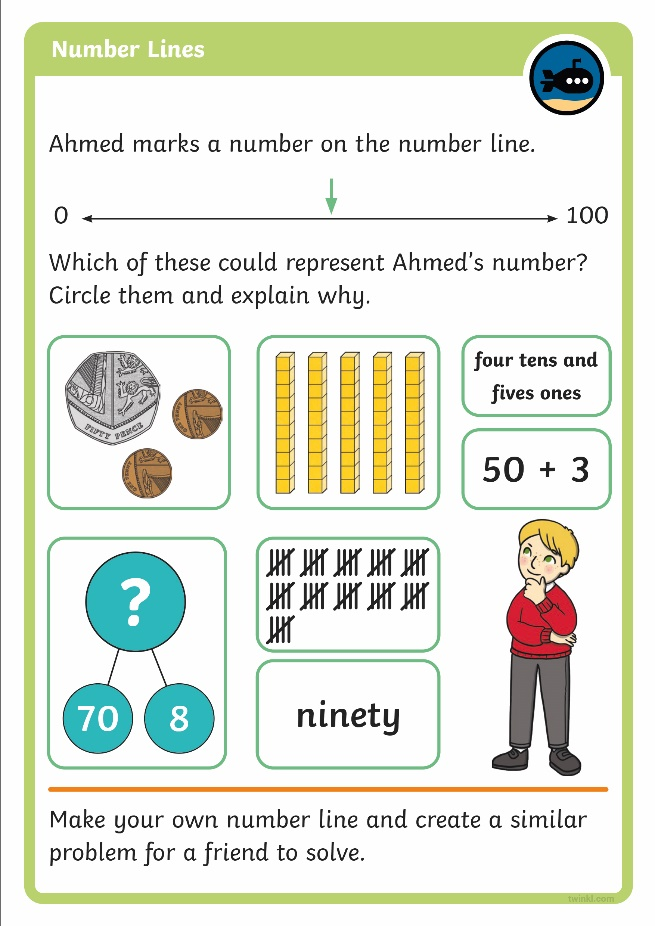 Number Lines
Ahmed marks a number on the number line.
0
100
Which of these could represent Ahmed's number?
Circle them and explain why.
FIFTY PENCE
four tens and
fives ones
50 + 3
?
70
8
ninety
Make your own number line and create a similar
problem for a friend to solve.
twinkl.com